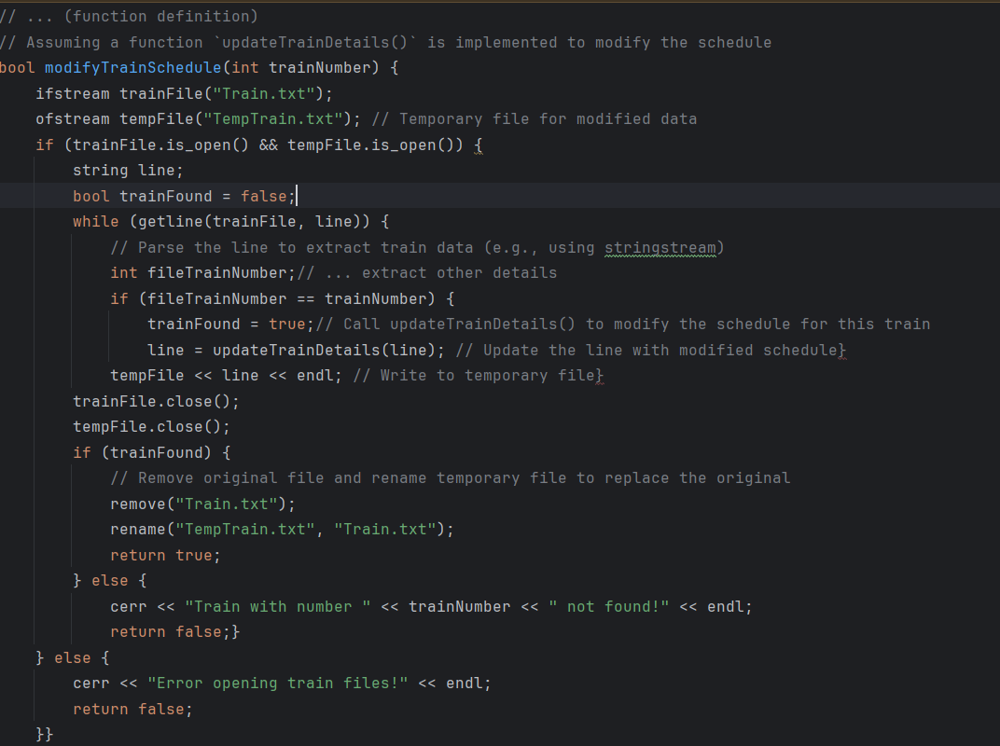 // ... (function definition)
// Assuming a function `updateTrainDetails()` is implemented to modify the schedule
bool modifyTrainSchedule(int trainNumber) {
    ifstream trainFile("Train.txt");
    ofstream tempFile("TempTrain.txt"); // Temporary file for modified data
    if (trainFile.is_open() && tempFile.is_open()) {
        string line;
        bool trainFound = false;
        while (getline(trainFile, line)) {
            // Parse the line to extract train data (e.g., using stringstream)
            int fileTrainNumber;// ... extract other details
            if (fileTrainNumber == trainNumber) {
                trainFound = true;// Call updateTrainDetails() to modify the schedule for this train
                line = updateTrainDetails(line); // Update the line with modified schedule}
            tempFile << line << endl; // Write to temporary file}
        trainFile.close();
        tempFile.close();
        if (trainFound) {
            // Remove original file and rename temporary file to replace the original
            remove("Train.txt");
            rename("TempTrain.txt", "Train.txt");
            return true;
        } else {
            cerr << "Train with number " << trainNumber << " not found!" << endl;
            return false;}
    } else {
        cerr << "Error opening train files!" << endl;
        return false;
    }}